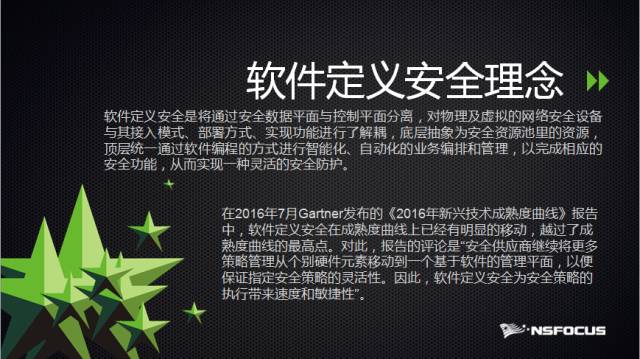 软件定义安全理念
软件定义安全是将通过安全数据平面与控制平面分离，对物理及虚拟的网络安全设备
与其接入模式、部署方式、实现功能进行了解耦，底层抽象为安全资源池里的资源，
顶层统一通过软件编程的方式进行智能化、自动化的业务编排和管理，以完成相应的
安全功能，从而实现一种灵活的安全防护。
在2016年7月Gartner发布的《2016年新兴技术成熟度曲线》报告
中，软件定义安全在成熟度曲线上已经有明显的移动，越过了成
熟度曲线的最高点。对此，报告的评论是“安全供应商继续将更多
策略管理从个别硬件元素移动到一个基于软件的管理平面，以便
保证指定安全策略的灵活性。因此，软件定义安全为安全策略的
执行带来速度和敏捷性”。
NSFOCUS